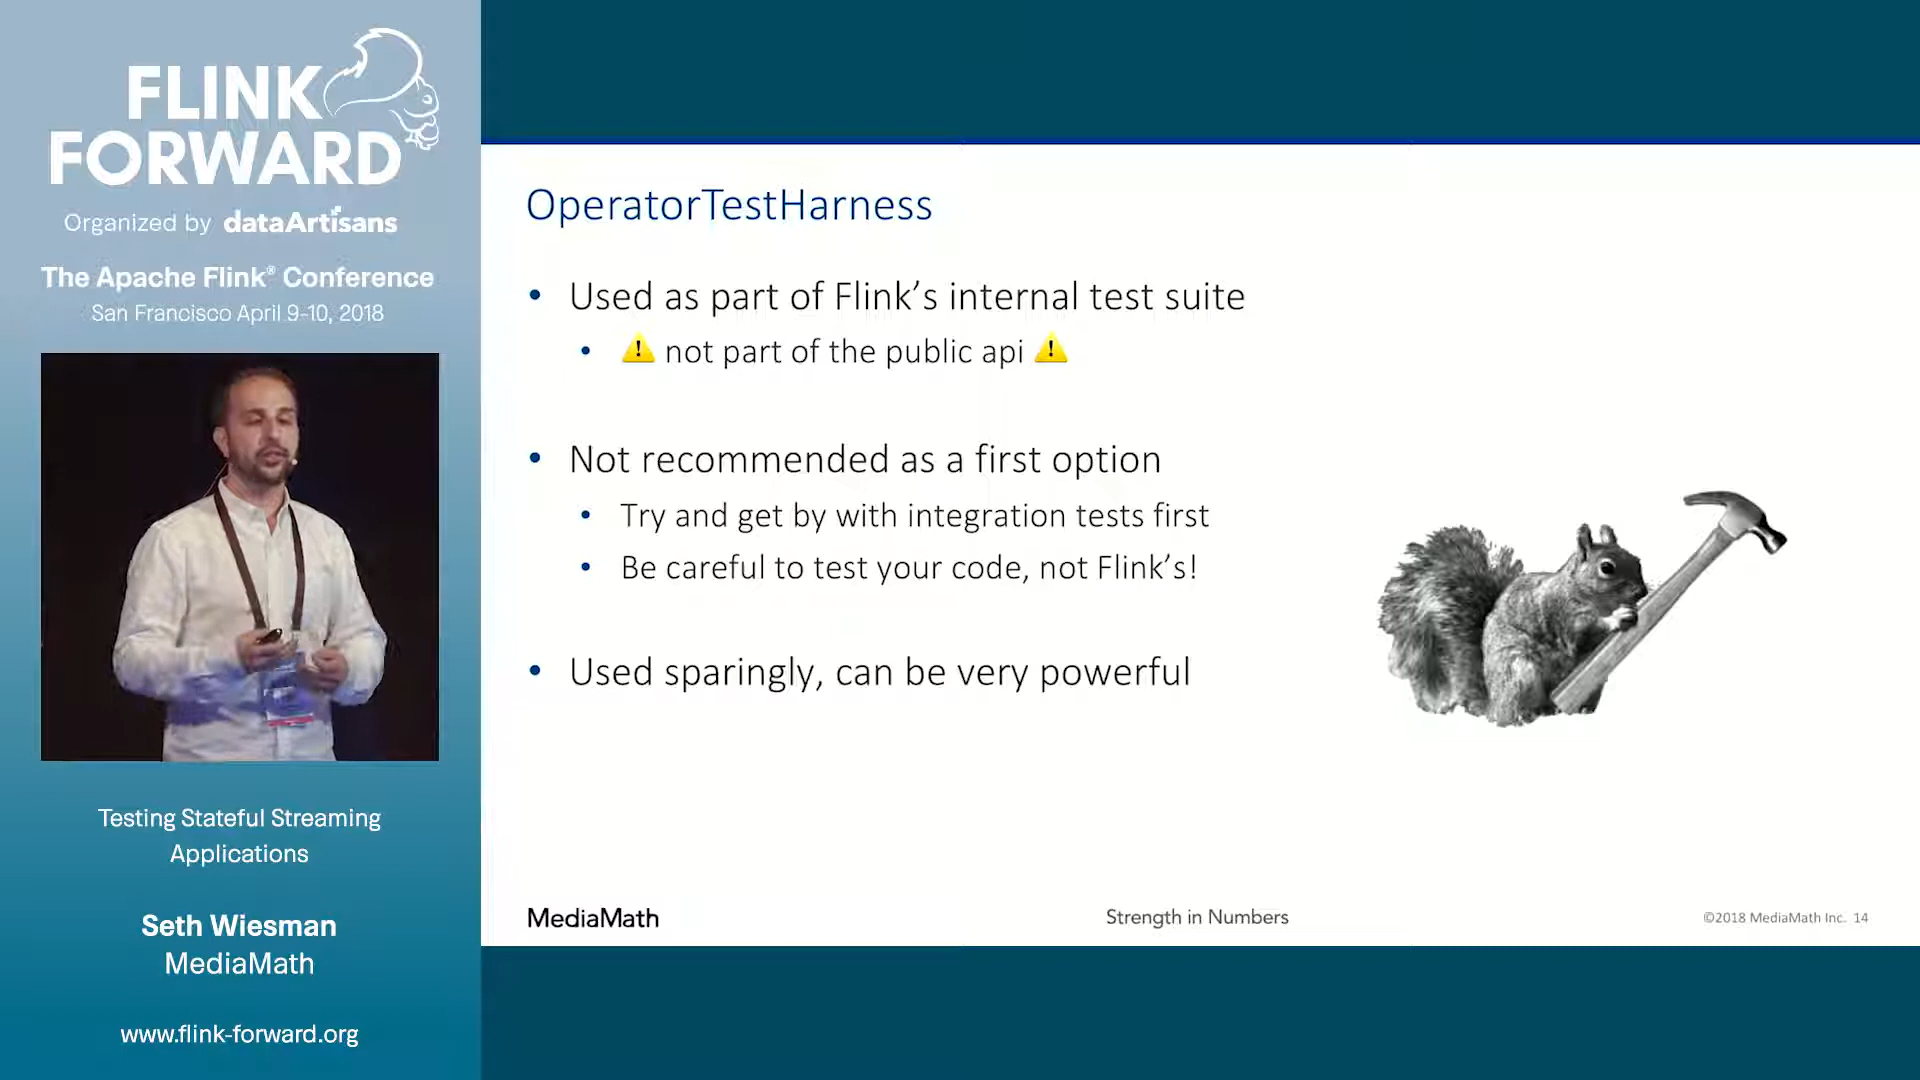 FLINK
FORWARD
Organized by dataArtisans
The Apache Flink® Conference
San Francisco April 9-10, 2018
Testing Stateful Streaming
Applications
Seth Wiesman
MediaMath
www.flink-forward.org
OperatorTestHarness
• Used as part of Flink’s internal test suite
• ⚠ not part of the public api ⚠
• Not recommended as a first option
• Try and get by with integration tests first
• Be careful to test your code, not Flink’s!
• Used sparingly, can be very powerful
MediaMath
Strength in Numbers
©2018 MediaMath Inc. 14